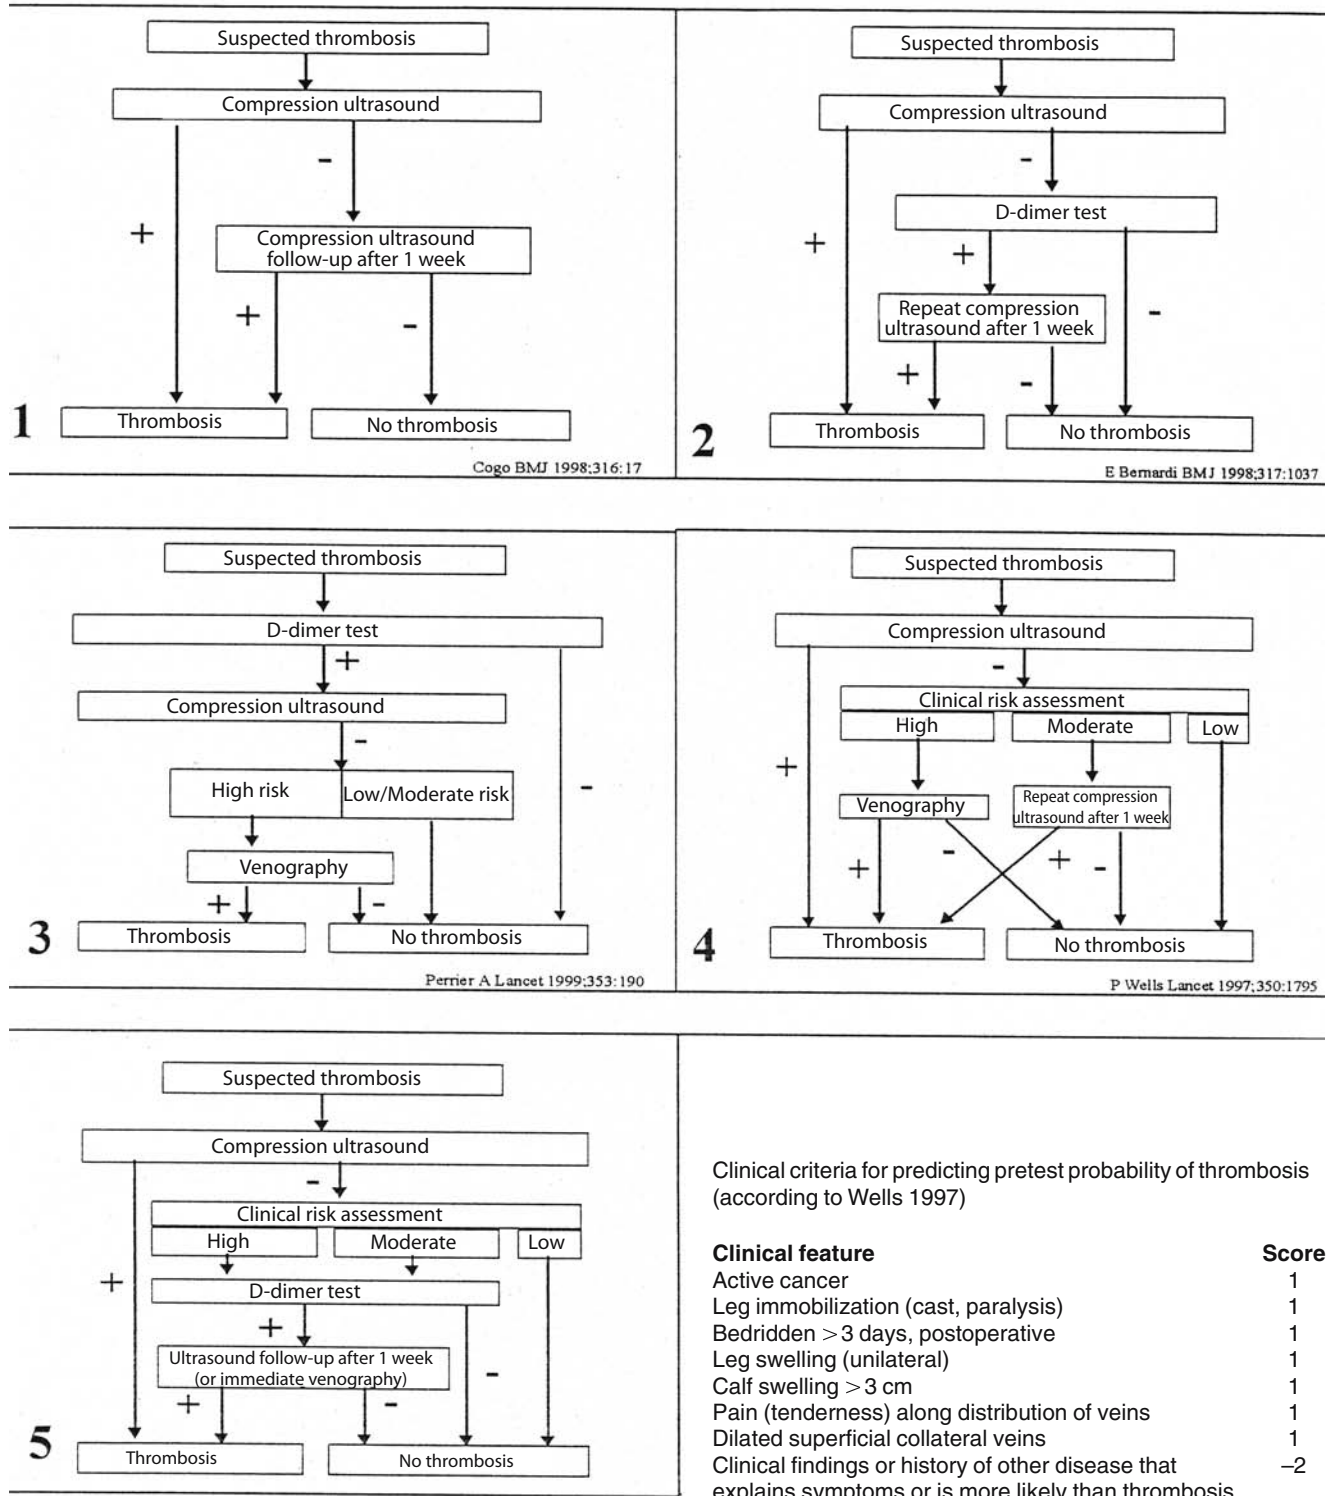 Suspected thrombosis
Compression ultrasound
-
+
Compression ultrasound
follow-up after 1 week
+
-
Thrombosis
No thrombosis
1
Cogo BMJ 1998;316:17
Suspected thrombosis
Compression ultrasound
-
D-dimer test
+
+
-
Repeat compression
ultrasound after 1 week
+
-
Thrombosis
No thrombosis
2
E Bernardi BMJ 1998;317:1037
Suspected thrombosis
D-dimer test
+
Compression ultrasound
-
High risk
Low/Moderate risk
-
Venography
+
-
Thrombosis
No thrombosis
3
Perrier A Lancet 1999;353:190
Suspected thrombosis
Compression ultrasound
-
Clinical risk assessment
High
Moderate
Low
+
Venography
Repeat compression
ultrasound after 1 week
+
-
+
-
Thrombosis
No thrombosis
4
P Wells Lancet 1997;350:1795
Suspected thrombosis
Compression ultrasound
-
Clinical risk assessment
High
Moderate
Low
+
D-dimer test
+
-
Ultrasound follow-up after 1 week
(or immediate venography)
+
-
Thrombosis
No thrombosis
5
Clinical criteria for predicting pretest probability of thrombosis
(according to Wells 1997)
Clinical feature Score
Active cancer 1
Leg immobilization (cast, paralysis) 1
Bedridden > 3 days, postoperative 1
Leg swelling (unilateral) 1
Calf swelling > 3 cm 1
Pain (tenderness) along distribution of veins 1
Dilated superficial collateral veins 1
Clinical findings or history of other disease that –2
explains symptoms or is more likely than thrombosis